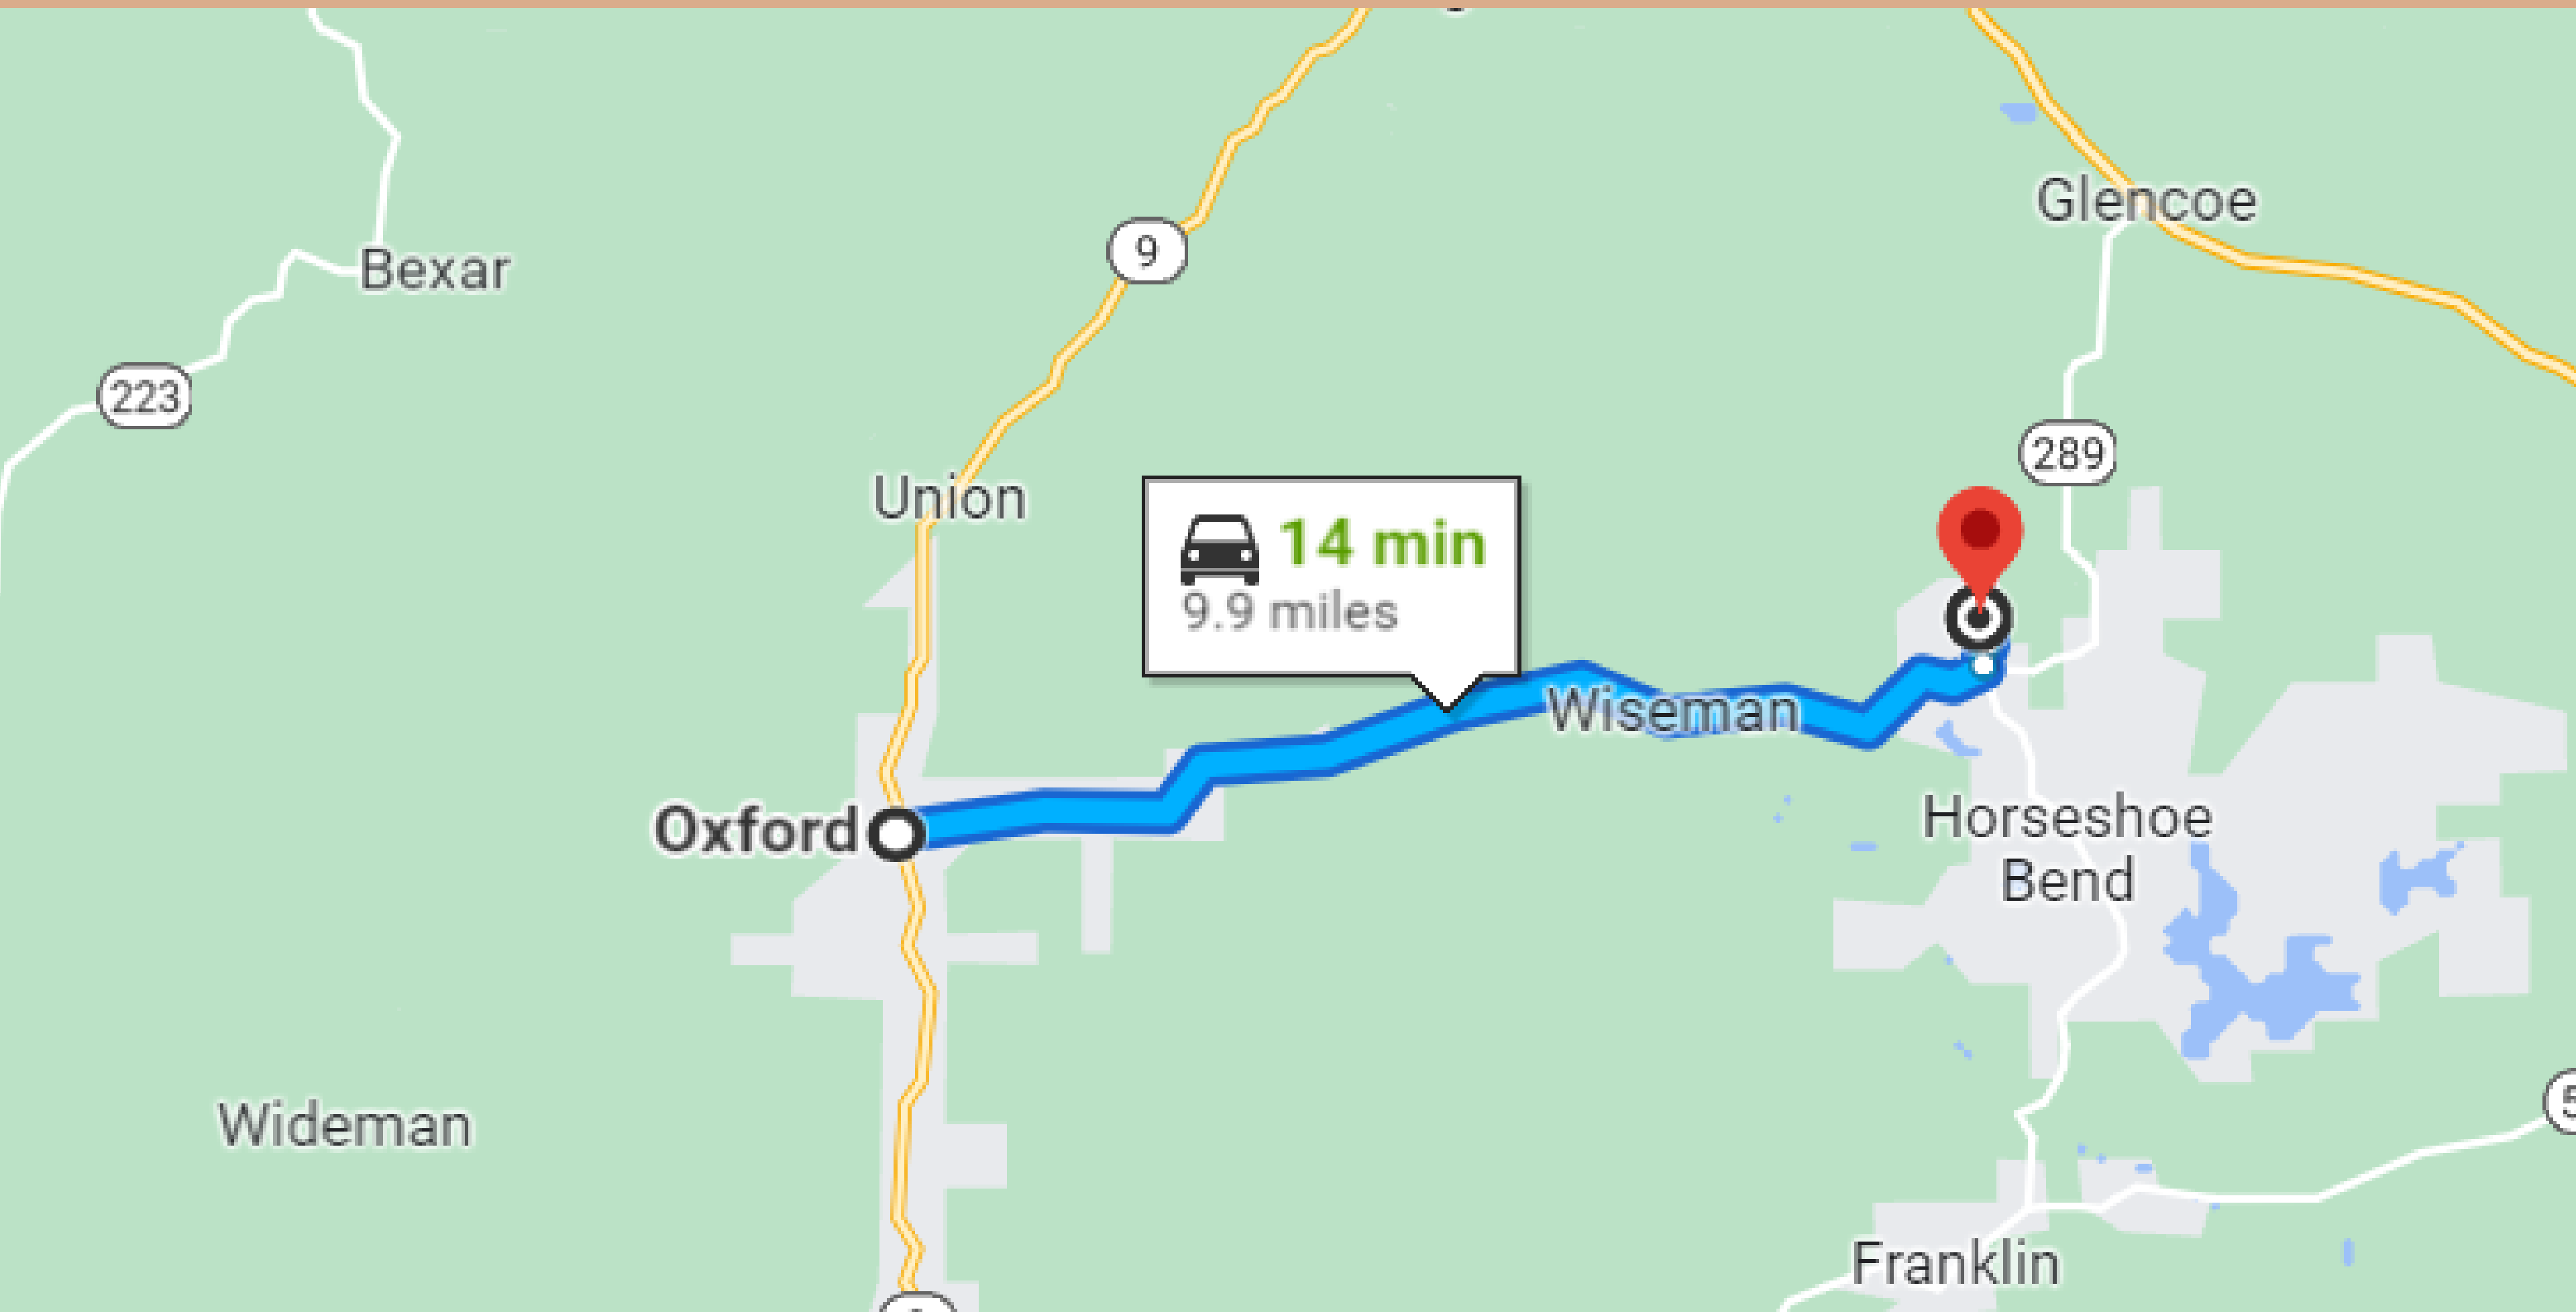 Glencoe
9
Bexar
223
289
Union
14 min
9.9 miles
Wiseman
Oxford
Horseshoe
Bend
Wideman
Franklin